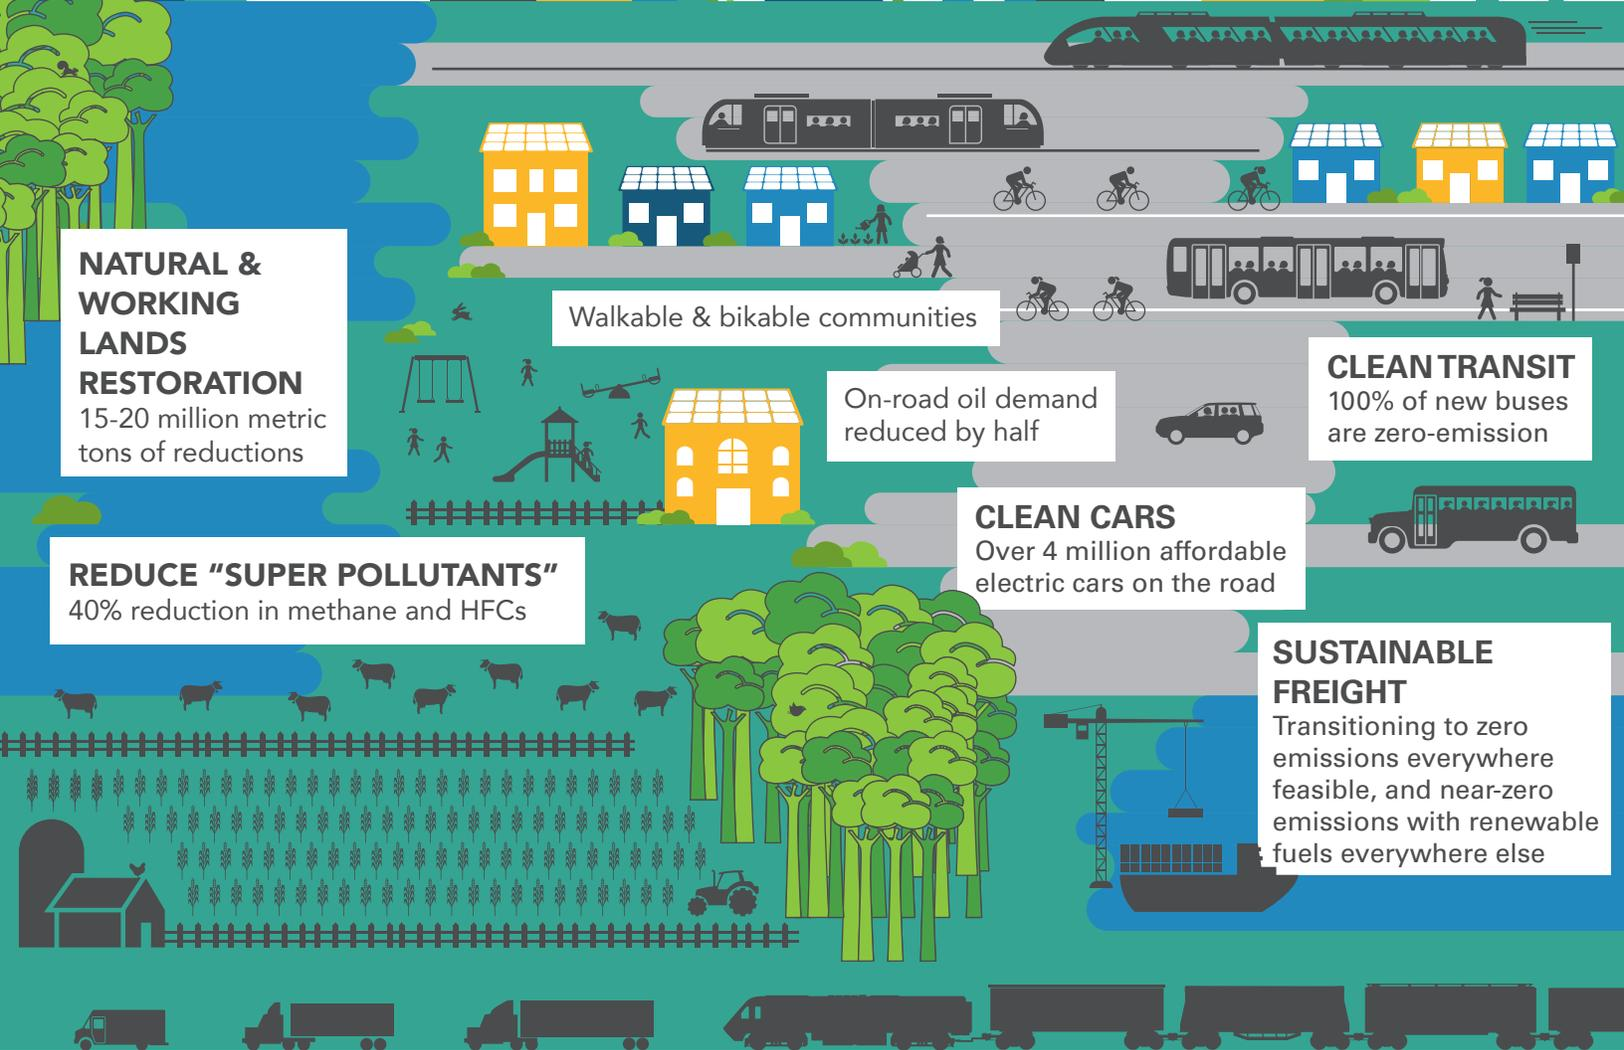 NATURAL &
WORKING
LANDS
RESTORATION
15-20 million metric
tons of reductions
Walkable & bikable communities
On-road oil demand
reduced by half
CLEAN TRANSIT
100% of new buses
are zero-emission
CLEAN CARS
Over 4 million affordable
electric cars on the road
REDUCE “SUPER POLLUTANTS”
40% reduction in methane and HFCs
SUSTAINABLE
FREIGHT
Transitioning to zero
emissions everywhere
feasible, and near-zero
emissions with renewable
fuels everywhere else